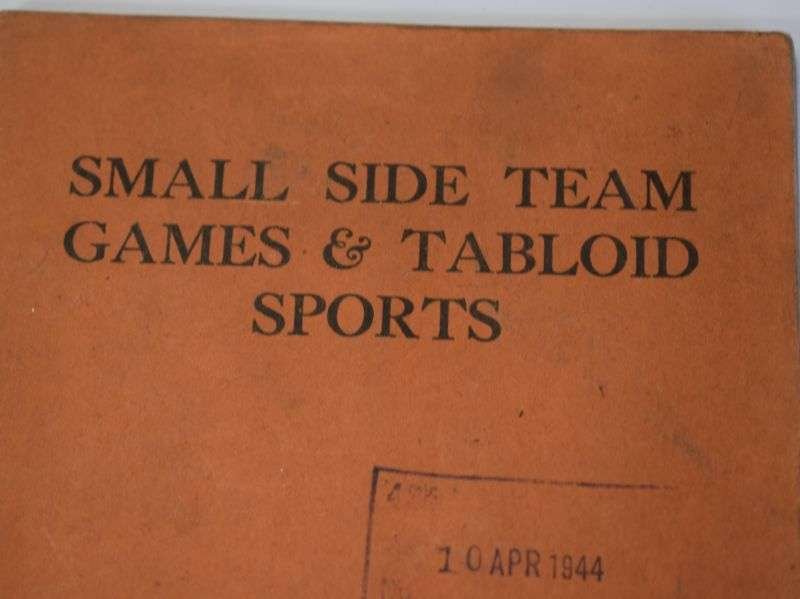 SMALL SIDE TEAM
GAMES & TABLOID
SPORTS
10 APR 1944